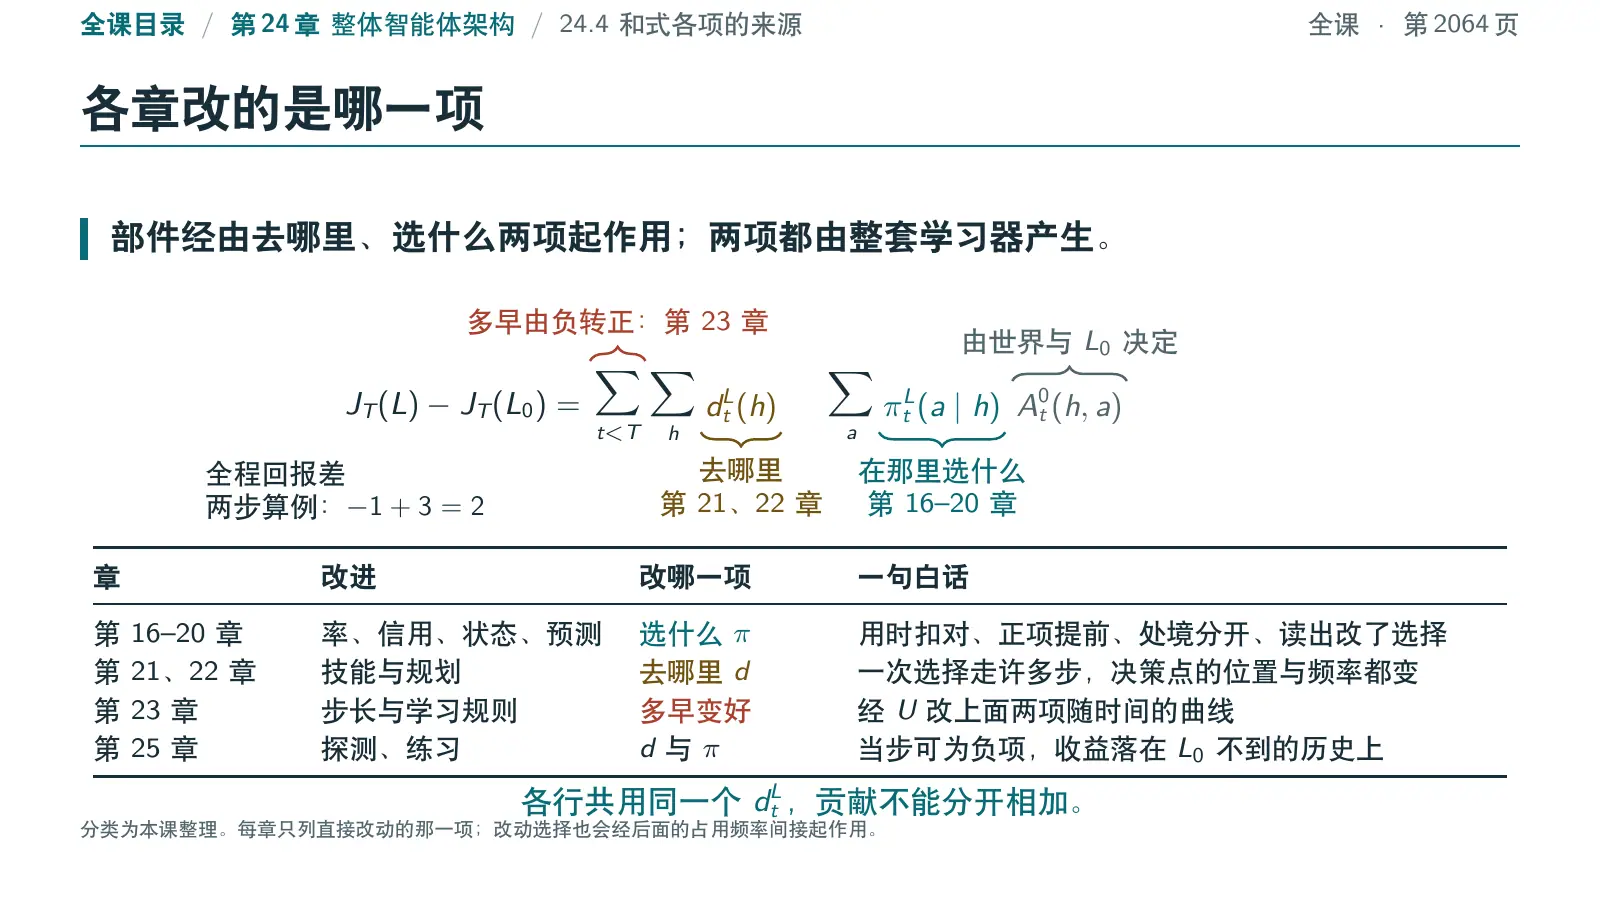 全课目录 / 第 24 章 整体智能体架构 / 24.4 和式各项的来源
全课 · 第 2064 页
各章改的是哪一项
部件经由去哪里、选什么两项起作用；两项都由整套学习器产生。
多早由负转正：第 23 章
由世界与 L₀ 决定
J_T(L) − J_T(L₀) = ∑_{t<T} ∑_h d_t^L(h) ∑_a π_t^L(a | h) A_t^0(h, a)
全程回报差
两步算例：−1 + 3 = 2
去哪里
第 21、22 章
在那里选什么
第 16–20 章
章 改进 改哪一项 一句白话
第 16–20 章 率、信用、状态、预测 选什么 π 用时扣对、正项提前、处境分开、读出改了选择
第 21、22 章 技能与规划 去哪里 d 一次选择走许多步，决策点的位置与频率都变
第 23 章 步长与学习规则 多早变好 经 U 改上面两项随时间的曲线
第 25 章 探测、练习 d 与 π 当步可为负项，收益落在 L₀ 不到的历史上
各行共用同一个 d_t^L，贡献不能分开相加。
分类为本课整理。每章只列直接改动的那一项；改动选择也会经后面的占用频率间接起作用。